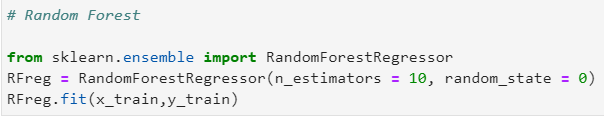 # Random Forest
from sklearn.ensemble import RandomForestRegressor
RFreg = RandomForestRegressor(n_estimators = 10, random_state = 0)
RFreg.fit(x_train,y_train)